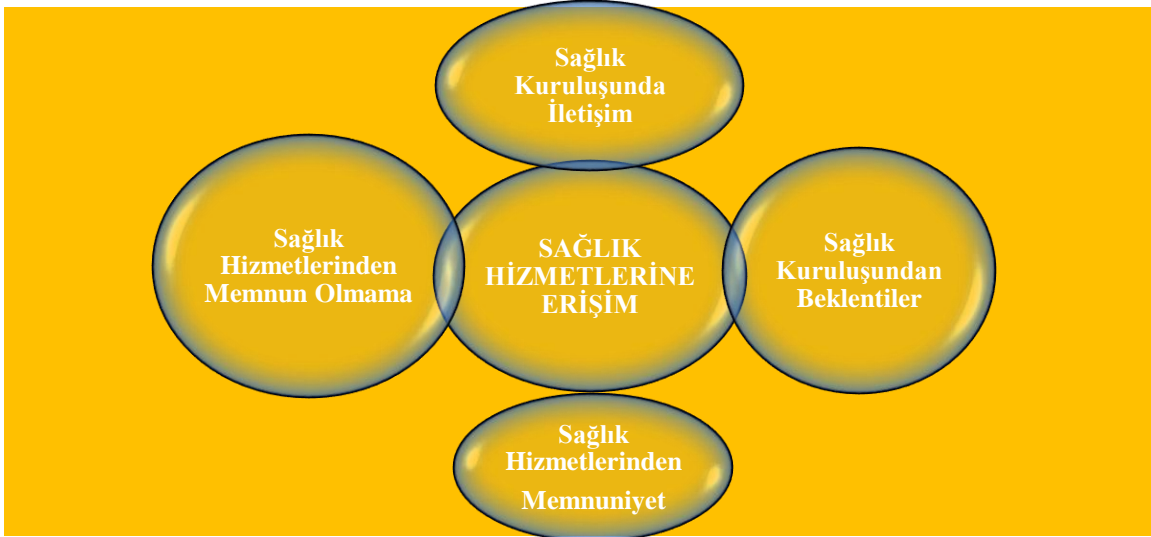 Sağlık
Kuruluşunda
İletişim
Sağlık
Hizmetlerinden
Memnun Olmama
SAĞLIK
HİZMETLERİNE
ERİŞİM
Sağlık
Kuruluşundan
Beklentiler
Sağlık
Hizmetlerinden
Memnuniyet